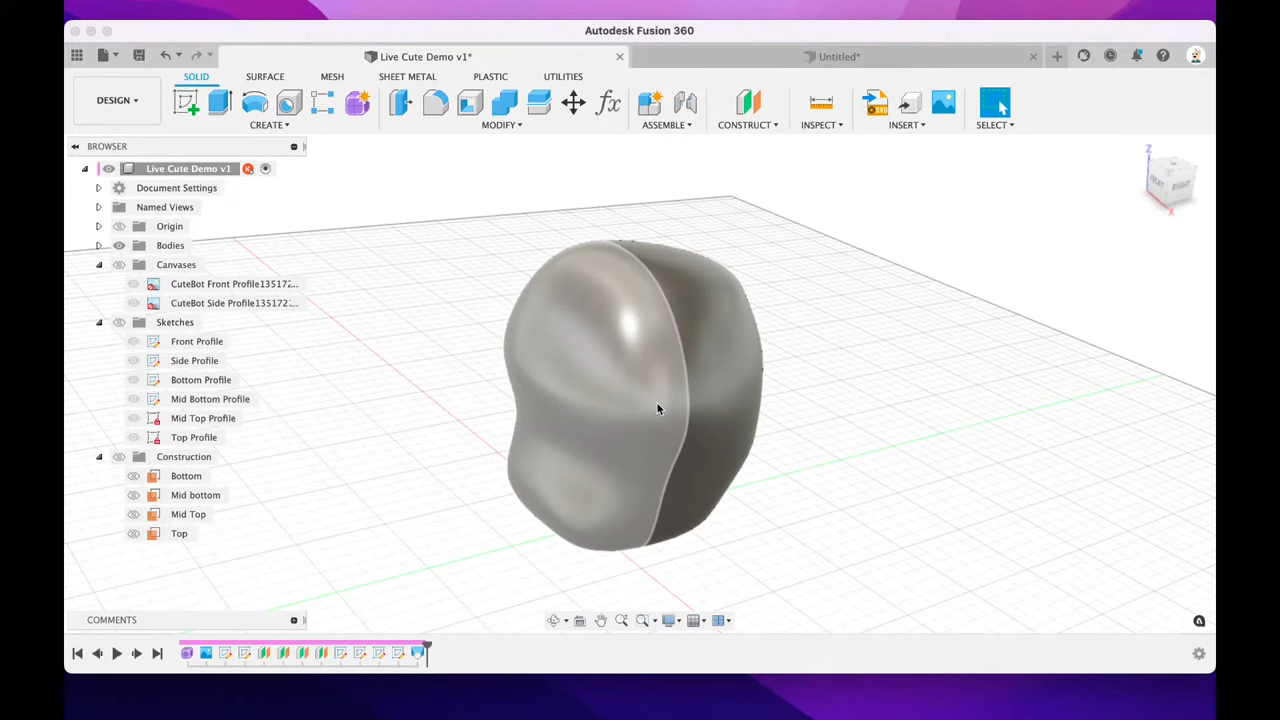 Autodesk Fusion 360
Live Cute Demo v1*
Untitled*
SOLID SURFACE MESH SHEET METAL PLASTIC UTILITIES
DESIGN
CREATE MODIFY ASSEMBLE CONSTRUCT INSPECT INSERT SELECT
BROWSER
Live Cute Demo v1
Document Settings
Named Views
Origin
Bodies
Canvases
CuteBot Front Profile135172...
CuteBot Side Profile135172...
Sketches
Front Profile
Side Profile
Bottom Profile
Mid Bottom Profile
Mid Top Profile
Top Profile
Construction
Bottom
Mid bottom
Mid Top
Top
Z
RIGHT
X
COMMENTS